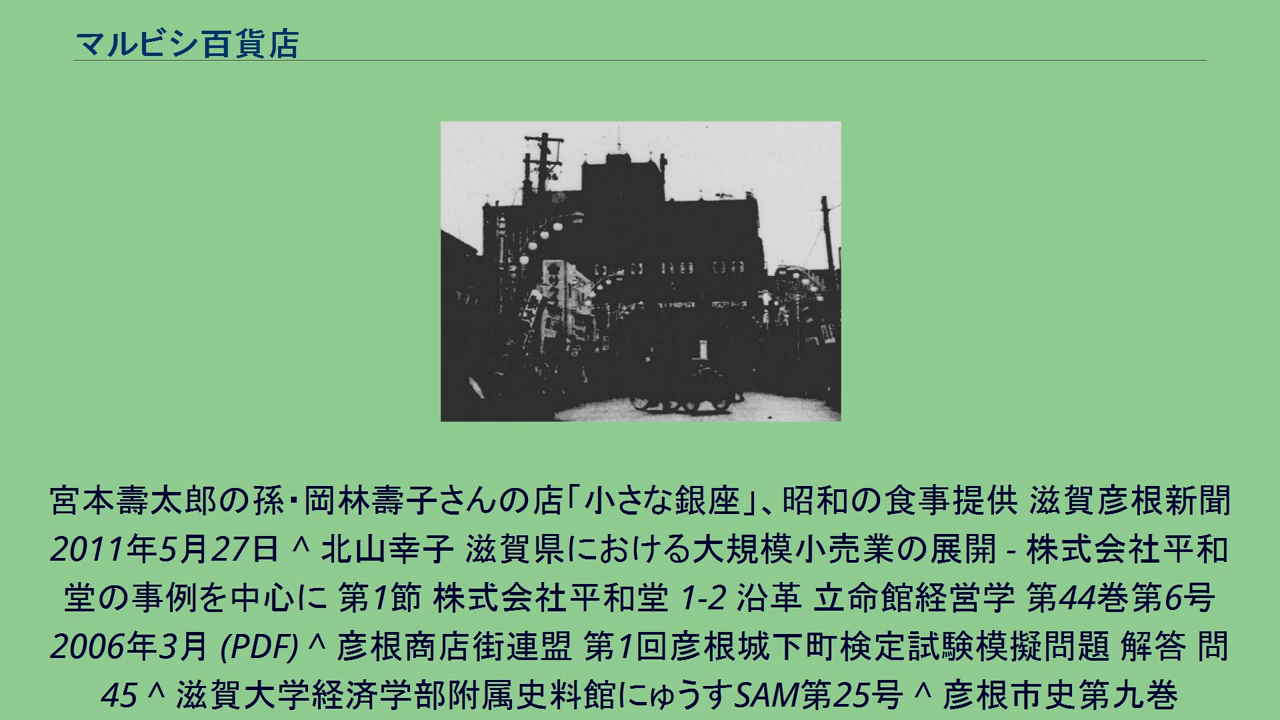 マルビシ百貨店
宮本壽太郎の孫・岡林壽子さんの店「小さな銀座」、昭和の食事提供 滋賀彦根新聞
2011年5月27日 ^ 北山幸子 滋賀県における大規模小売業の展開 - 株式会社平和
堂の事例を中心に 第1節 株式会社平和堂 1-2 沿革 立命館経営学 第44巻第6号
2006年3月 (PDF) ^ 彦根商店街連盟 第1回彦根城下町検定試験模擬問題 解答 問
45 ^ 滋賀大学経済学部附属史料館にゅうすSAM第25号 ^ 彦根市史第九巻